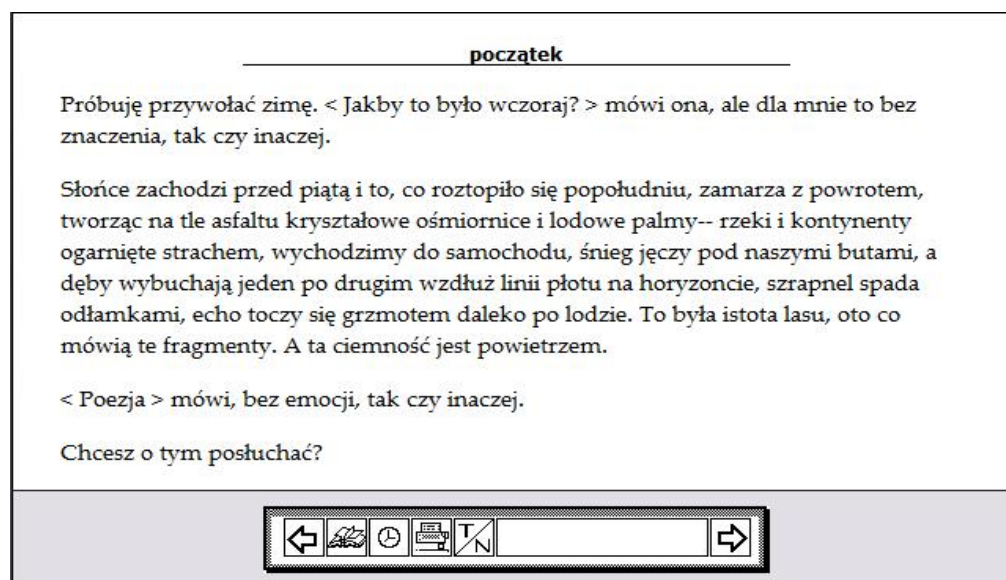 początek
Próbuję przywołać zimę. < Jakby to było wczoraj? > mówi ona, ale dla mnie to bez
znaczenia, tak czy inaczej.
Słońce zachodzi przed piątą i to, co roztopiło się popołudniu, zamarza z powrotem,
tworząc na tle asfaltu kryształowe ośmiornice i lodowe palmy-- rzeki i kontynenty
ogarnięte strachem, wychodzimy do samochodu, śnieg jęczy pod naszymi butami, a
dęby wybuchają jeden po drugim wzdłuż linii płotu na horyzoncie, szrapnel spada
odłamkami, echo toczy się grzmotem daleko po lodzie. To była istota lasu, oto co
mówią te fragmenty. A ta ciemność jest powietrzem.
< Poezja > mówi, bez emocji, tak czy inaczej.
Chcesz o tym posłuchać?
T/N